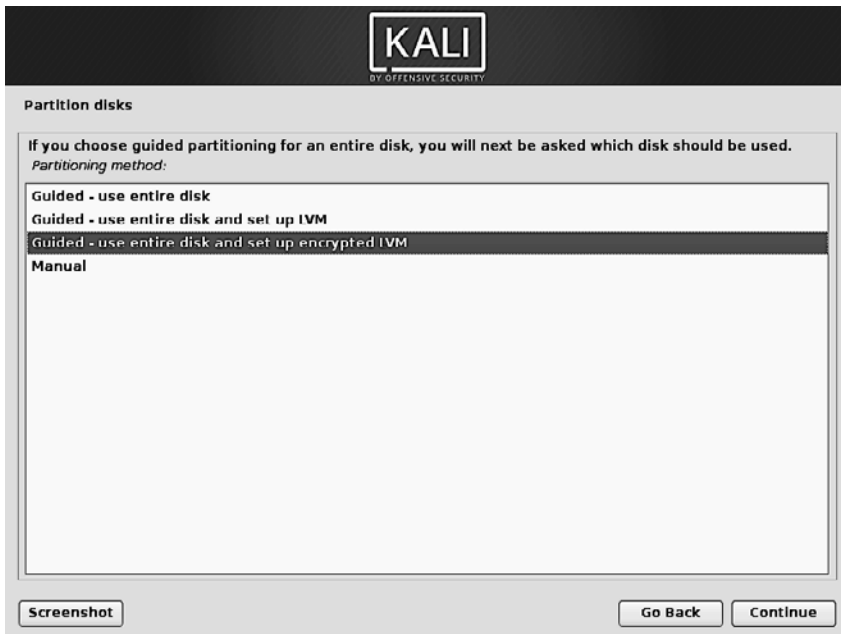 KALI
BY OFFENSIVE SECURITY
Partition disks
If you choose guided partitioning for an entire disk, you will next be asked which disk should be used.
Partitioning method:
Guided - use entire disk
Guided - use entire disk and set up LVM
Guided - use entire disk and set up encrypted LVM
Manual
Screenshot
Go Back
Continue